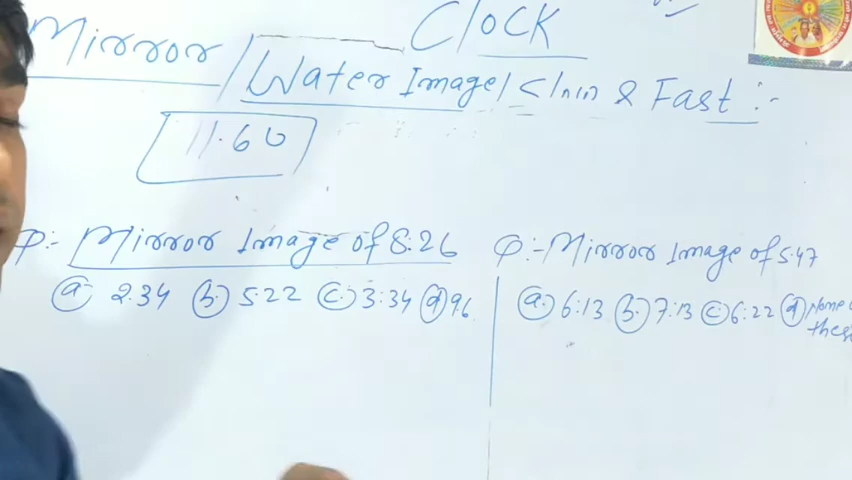 Clock
Mirror / Water Image / Slow & Fast :-
11.60
P:- Mirror Image of 8:26
(a) 2.34 (b) 5:22 (c) 3:34 (d) 96
Q:- Mirror Image of 5:47
(a) 6:13 (b) 7:13 (c) 6:22 (d) None
these